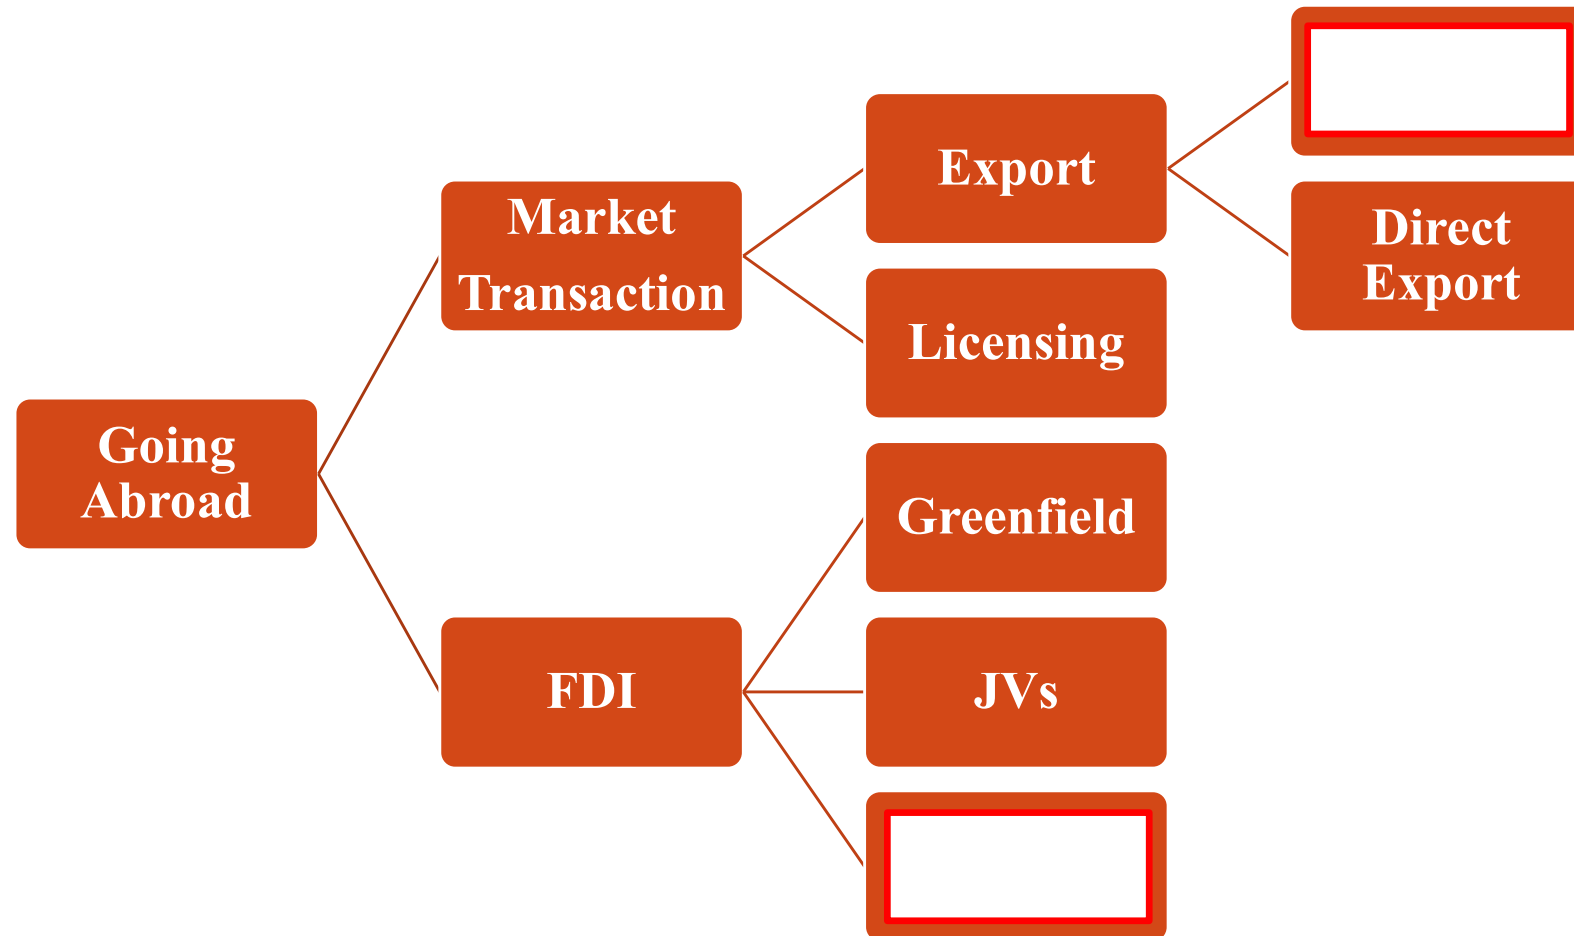 Going
Abroad
Market
Transaction
Export
Direct
Export
Licensing
FDI
Greenfield
JVs